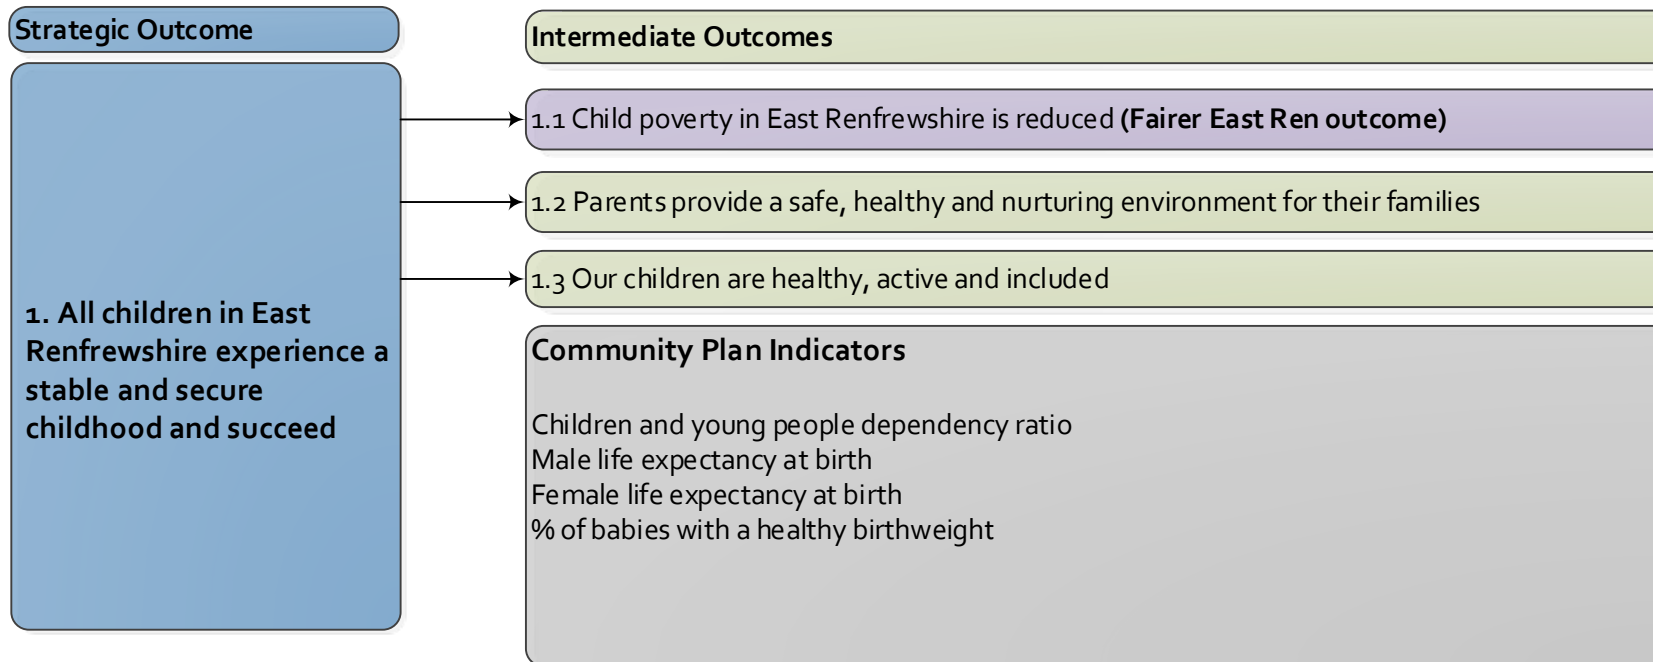 Strategic Outcome
1. All children in East
Renfrewshire experience a
stable and secure
childhood and succeed
Intermediate Outcomes
1.1 Child poverty in East Renfrewshire is reduced (Fairer East Ren outcome)
1.2 Parents provide a safe, healthy and nurturing environment for their families
1.3 Our children are healthy, active and included
Community Plan Indicators
Children and young people dependency ratio
Male life expectancy at birth
Female life expectancy at birth
% of babies with a healthy birthweight